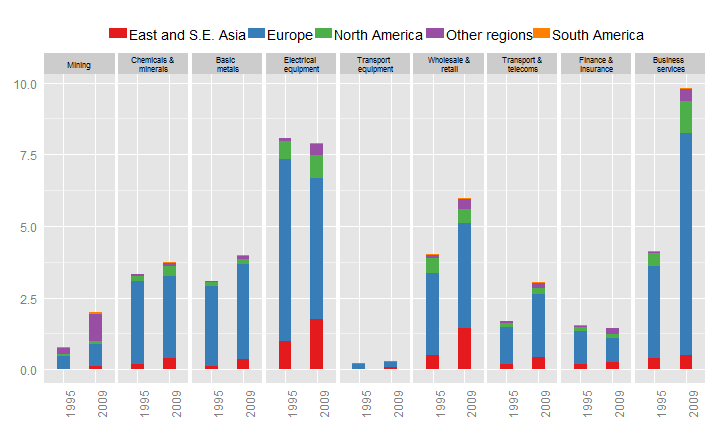 East and S.E. Asia Europe North America Other regions South America
Mining
Chemicals &
minerals
Basic
metals
Electrical
equipment
Transport
equipment
Wholesale &
retail
Transport &
telecoms
Finance &
insurance
Business
services
10.0
7.5
5.0
2.5
0.0
1995 2009 1995 2009 1995 2009 1995 2009 1995 2009 1995 2009 1995 2009 1995 2009 1995 2009